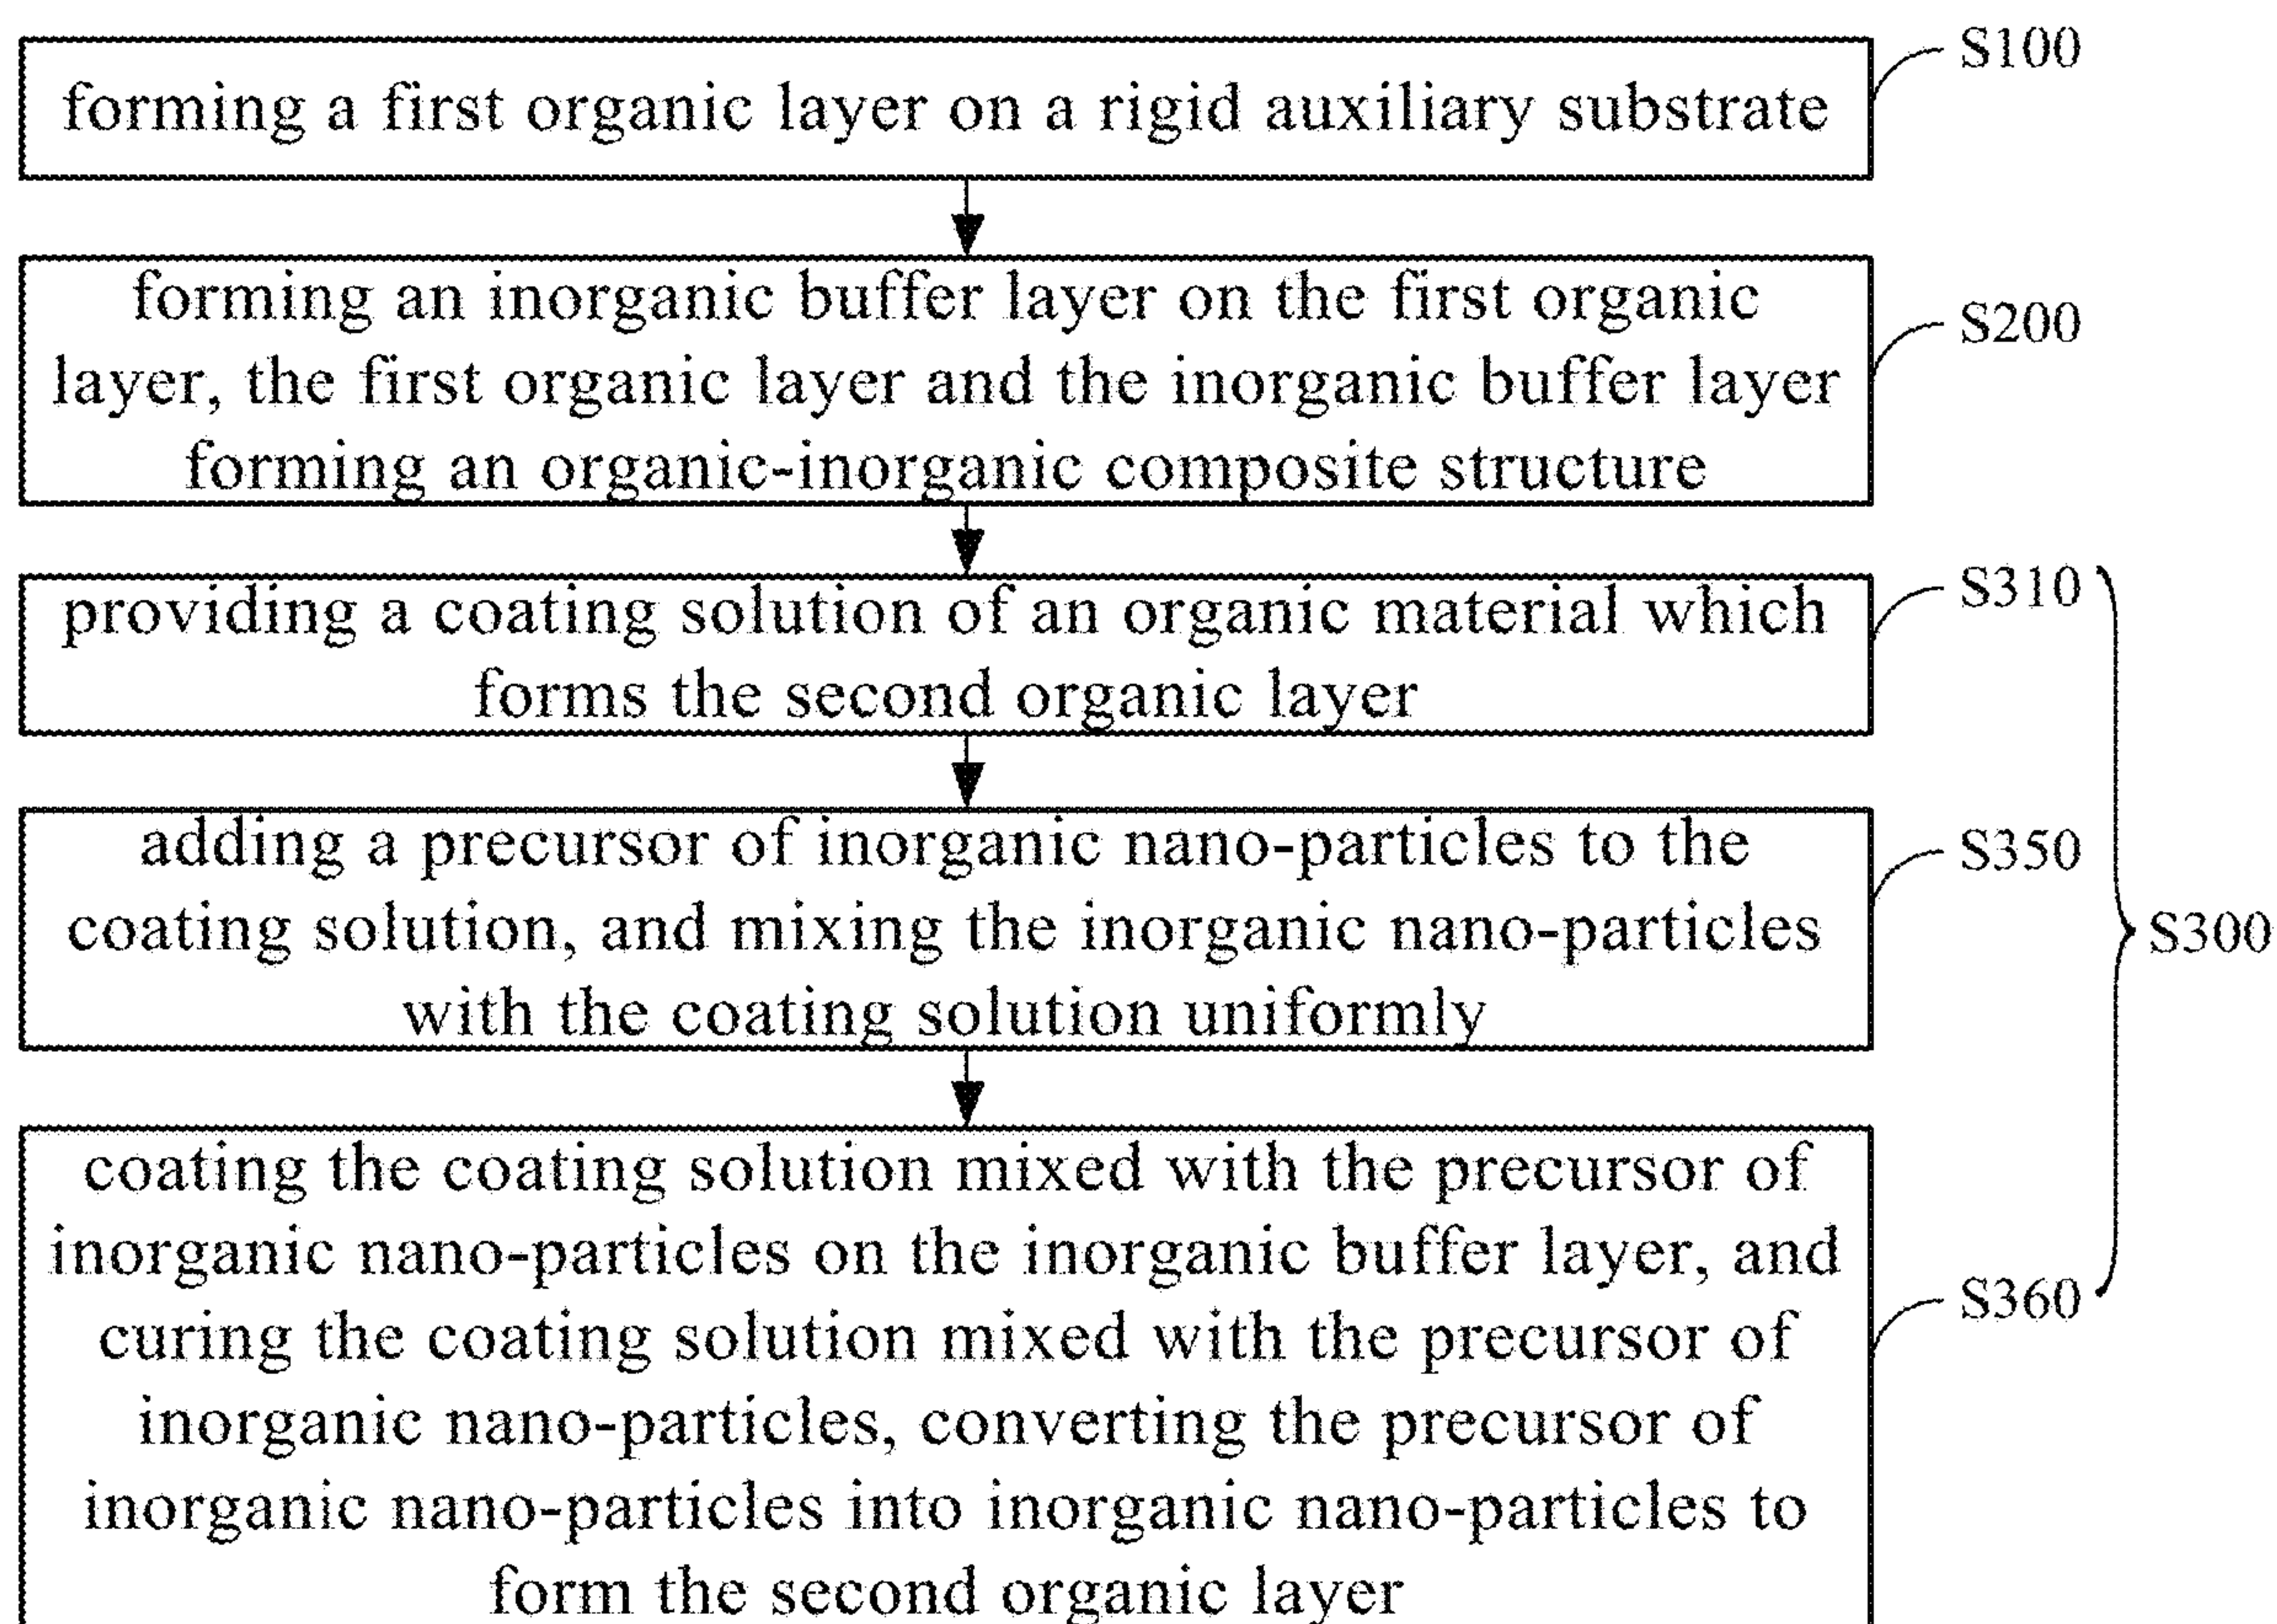 S100
forming a first organic layer on a rigid auxiliary substrate
forming an inorganic buffer layer on the first organic
layer, the first organic layer and the inorganic buffer layer
forming an organic-inorganic composite structure
S200
providing a coating solution of an organic material which
forms the second organic layer
S310
adding a precursor of inorganic nano-particles to the
coating solution, and mixing the inorganic nano-particles
with the coating solution uniformly
S350
S300
coating the coating solution mixed with the precursor of
inorganic nano-particles on the inorganic buffer layer, and
curing the coating solution mixed with the precursor of
inorganic nano-particles, converting the precursor of
inorganic nano-particles into inorganic nano-particles to
form the second organic layer
S360